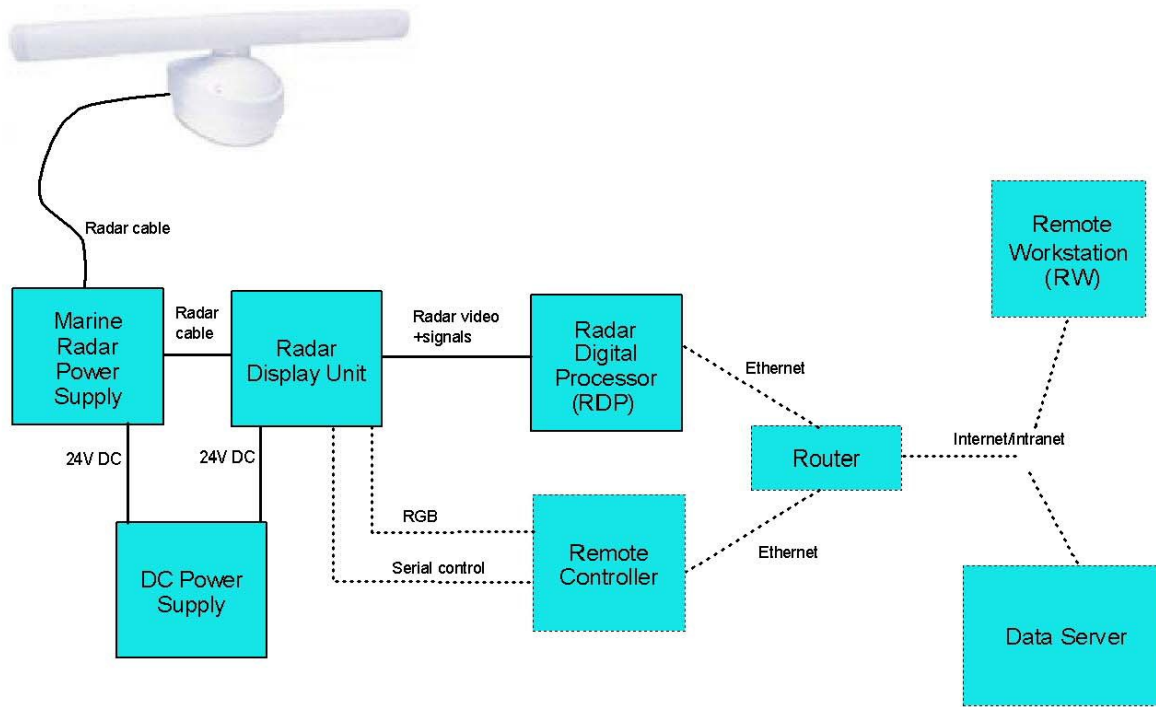 Radar cable
Marine
Radar
Power
Supply
Radar
cable
Radar
Display Unit
Radar video
+signals
Radar
Digital
Processor
(RDP)
Ethernet
Remote
Workstation
(RW)
Router
Internet/intranet
24V DC
24V DC
DC Power
Supply
RGB
Serial control
Remote
Controller
Ethernet
Data Server